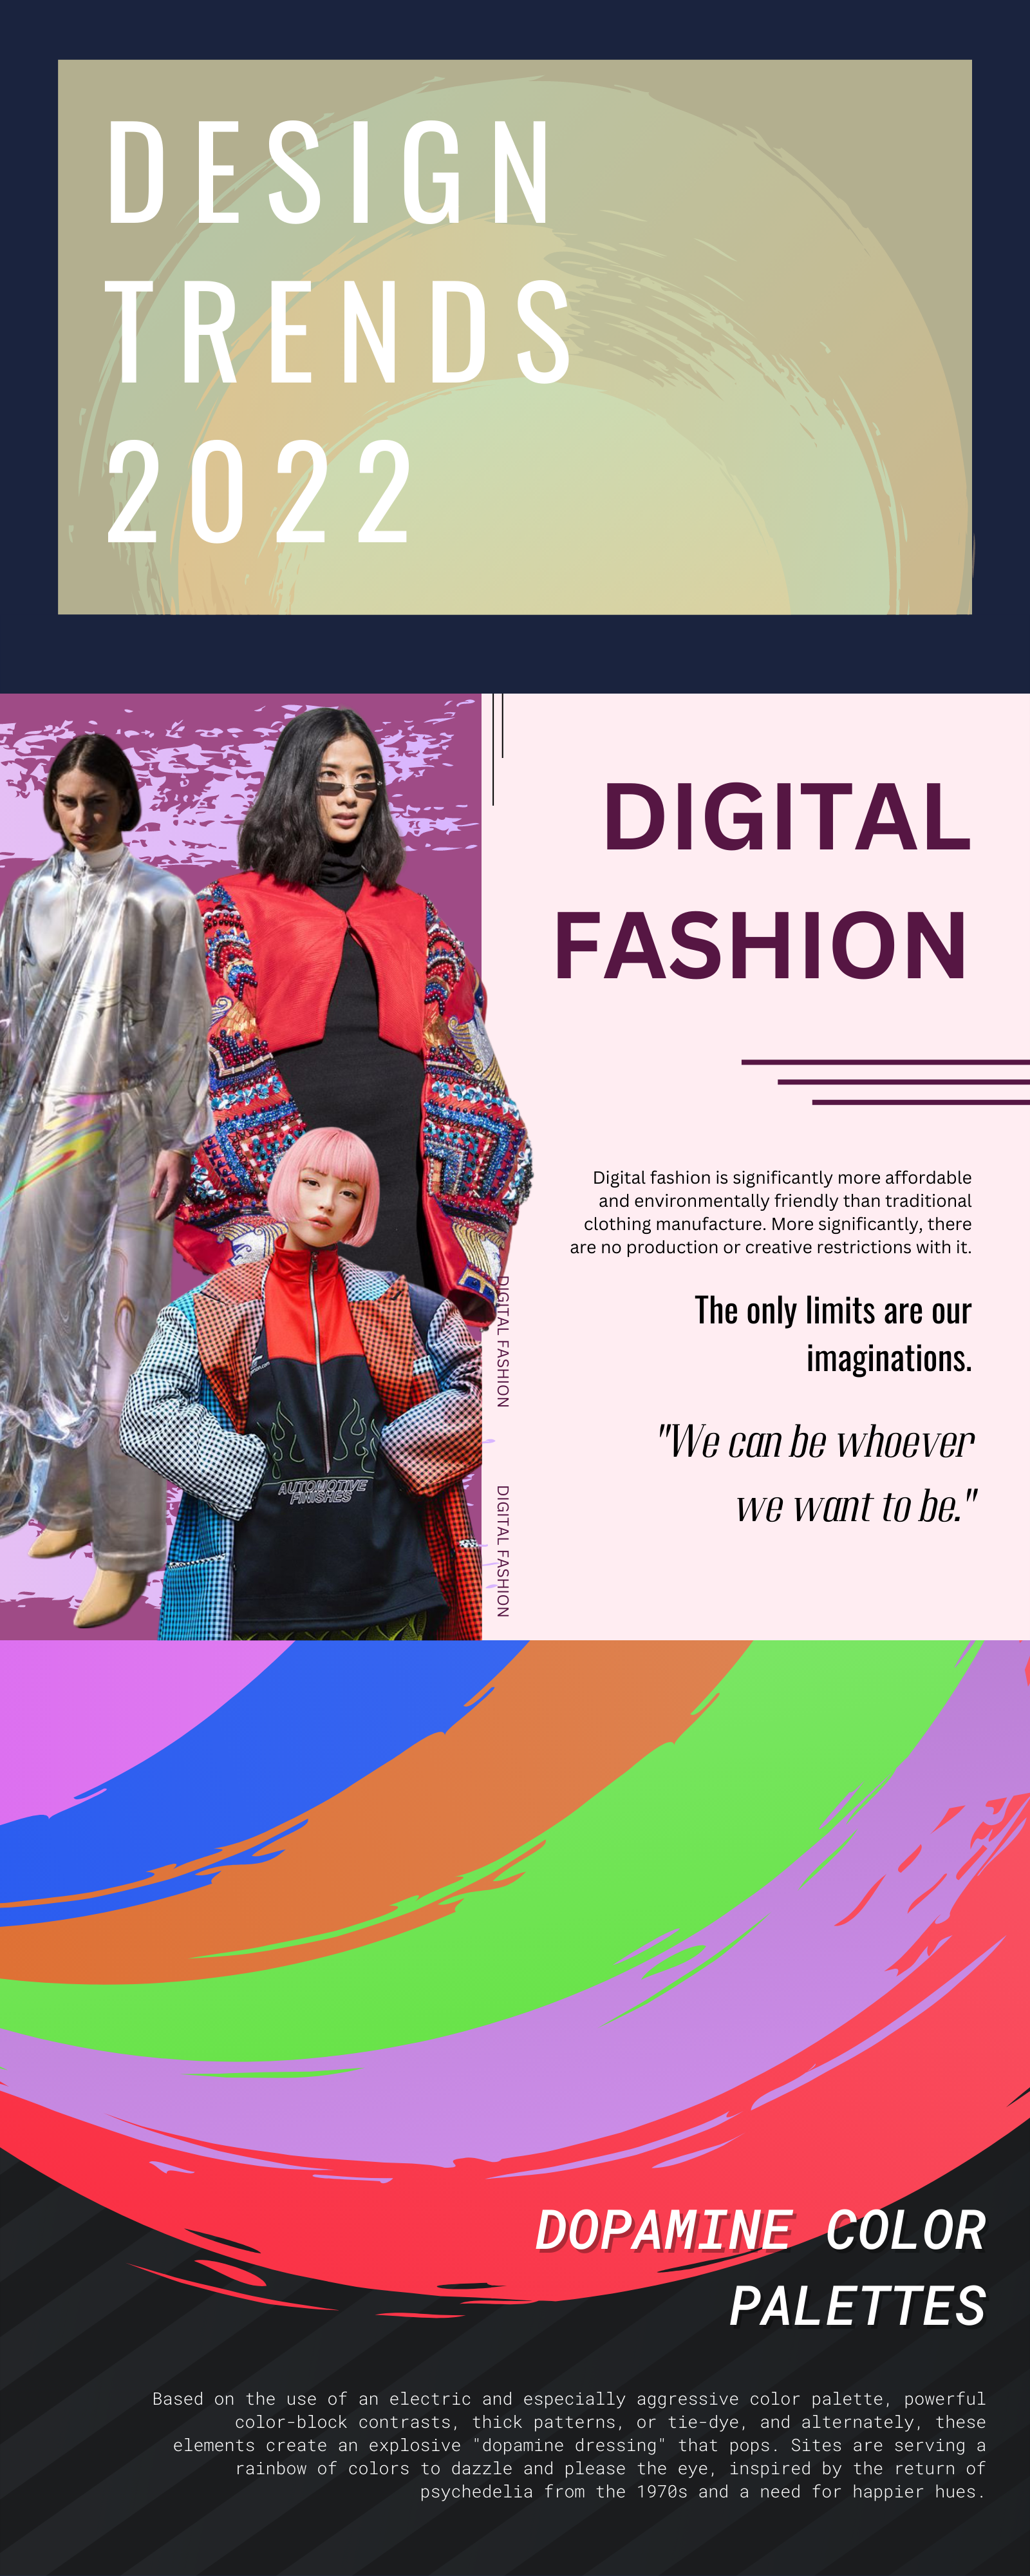 DESIGN
TRENDS
2022
DIGITAL
FASHION
Digital fashion is significantly more affordable
and environmentally friendly than traditional
clothing manufacture. More significantly, there
are no production or creative restrictions with it.
The only limits are our
imaginations.
"We can be whoever
we want to be."
DIGITAL FASHION
DIGITAL FASHION
AUTOMOTIVE
FINISHES
DOPAMINE COLOR
PALETTES
Based on the use of an electric and especially aggressive color palette, powerful
color-block contrasts, thick patterns, or tie-dye, and alternately, these
elements create an explosive "dopamine dressing" that pops. Sites are serving a
rainbow of colors to dazzle and please the eye, inspired by the return of
psychedelia from the 1970s and a need for happier hues.